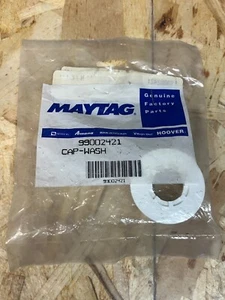 MAYTAG
Genuine
Factory
Parts
HOOVER
99002421
CAP-WASH
99002421